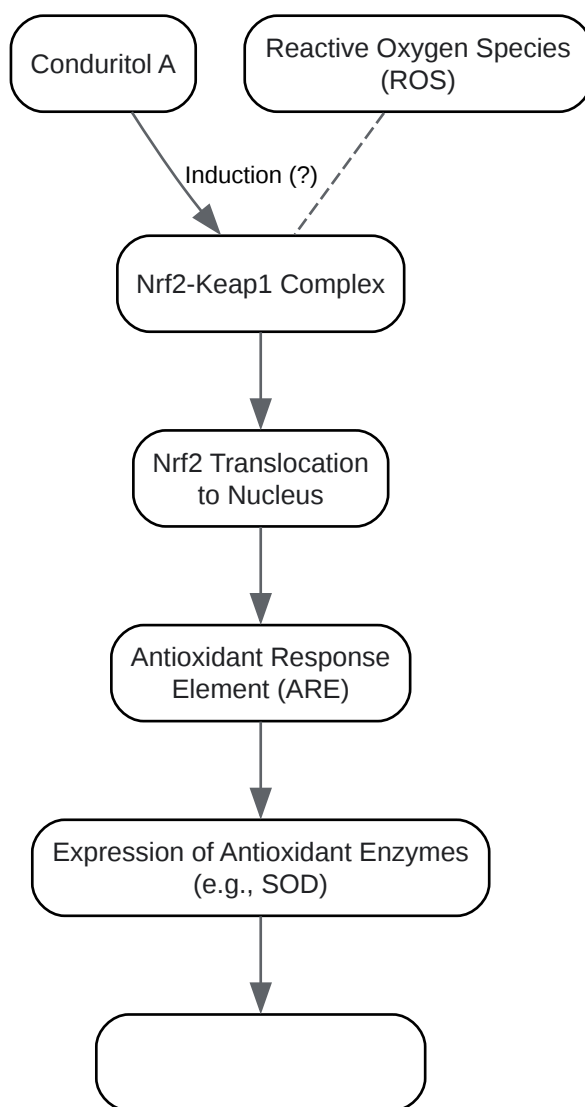 Conduritol A
Reactive Oxygen Species
(ROS)
Induction (?)
Nrf2-Keap1 Complex
Nrf2 Translocation
to Nucleus
Antioxidant Response
Element (ARE)
Expression of Antioxidant Enzymes
(e.g., SOD)